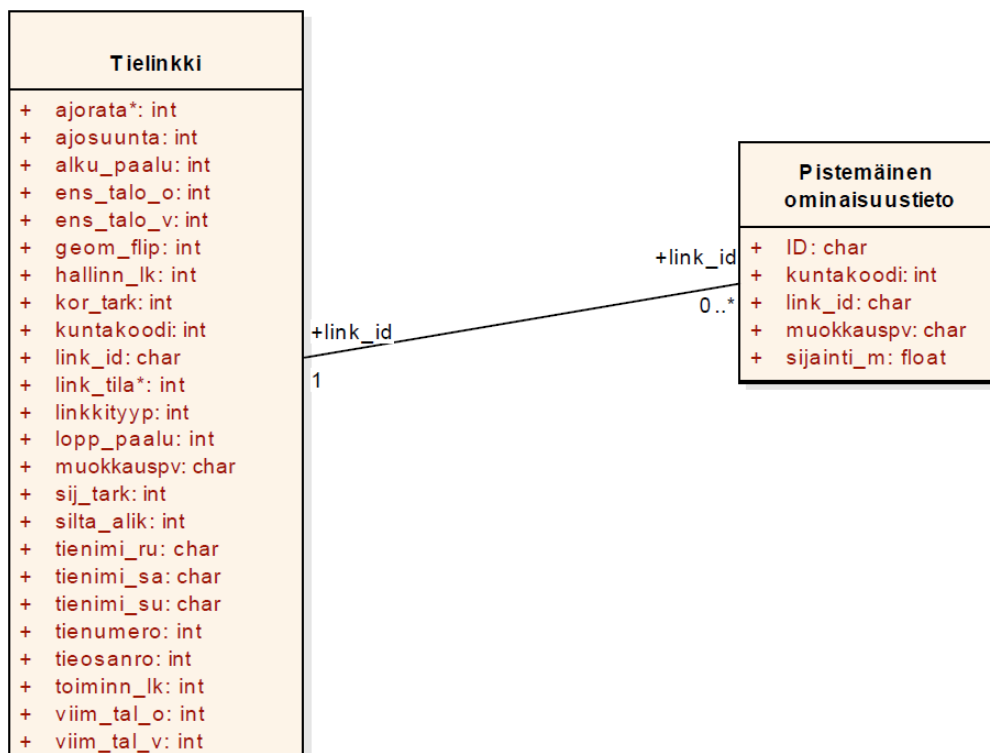 Tielinkki
+ ajorata*: int
+ ajosuunta: int
+ alku_paalu: int
+ ens_talo_o: int
+ ens_talo_v: int
+ geom_flip: int
+ hallinn_lk: int
+ kor_tark: int
+ kuntakoodi: int
+ link_id: char
+ link_tila*: int
+ linkkityyp: int
+ lopp_paalu: int
+ muokkauspv: char
+ sij_tark: int
+ silta_alik: int
+ tienimi_ru: char
+ tienimi_sa: char
+ tienimi_su: char
+ tienumero: int
+ tieosanro: int
+ toiminn_lk: int
+ viim_tal_o: int
+ viim_tal_v: int
+link_id
1
+link_id
0..*
Pistemäinen
ominaisuustieto
+ ID: char
+ kuntakoodi: int
+ link_id: char
+ muokkauspv: char
+ sijainti_m: float